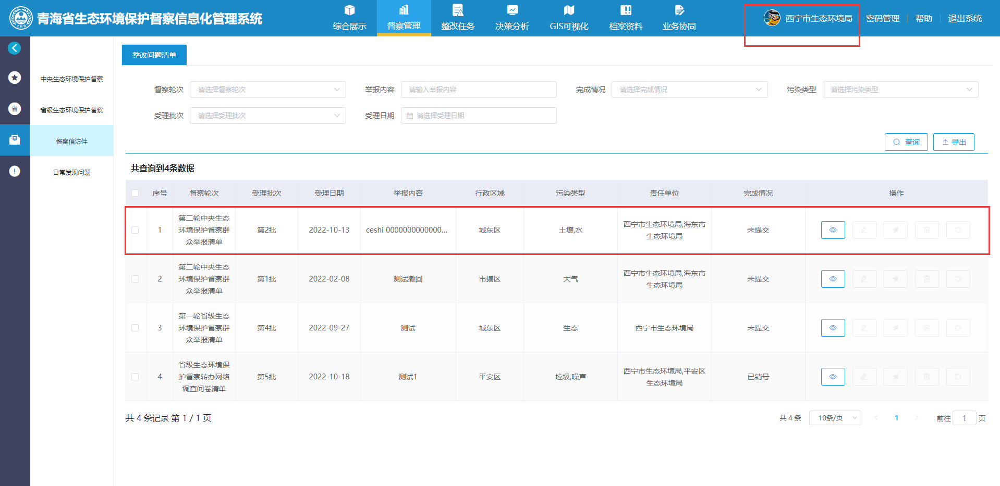 青海省生态环境保护督察信息化管理系统
综合展示
督察管理
整改任务
决策分析
GIS可视化
档案资料
业务协同
西宁市生态环境局
密码管理
帮助
退出系统
中央生态环境保护督察
省
省级生态环境保护督察
督察信访件
日常发现问题
整改问题清单
督察轮次 请选择督察轮次
举报内容 请输入举报内容
完成情况 请选择完成情况
污染类型 请选择污染类型
受理批次 请选择受理批次
受理日期 请选择受理日期
查询
导出
共查询到4条数据
序号 督察轮次 受理批次 受理日期 举报内容 行政区域 污染类型 责任单位 完成情况 操作
1
第二轮中央生态
环境保护督察群
众举报清单
第2批
2022-10-13
ceshi 0000000000000...
城东区
土壤,水
西宁市生态环境局,海东市
生态环境局
未提交
2
第二轮中央生态
环境保护督察群
众举报清单
第1批
2022-02-08
测试撤回
市辖区
大气
西宁市生态环境局,海东市
生态环境局
未提交
3
第一轮省级生态
环境保护督察群
众举报清单
第4批
2022-09-27
测试
城东区
生态
西宁市生态环境局
未提交
4
省级生态环境保
护督察转办网络
调查问卷清单
第5批
2022-10-18
测试1
平安区
垃圾,噪声
西宁市生态环境局,平安区
生态环境局
已销号
共 4 条记录 第 1 / 1 页
共 4 条
10条/页
1
前往 1 页